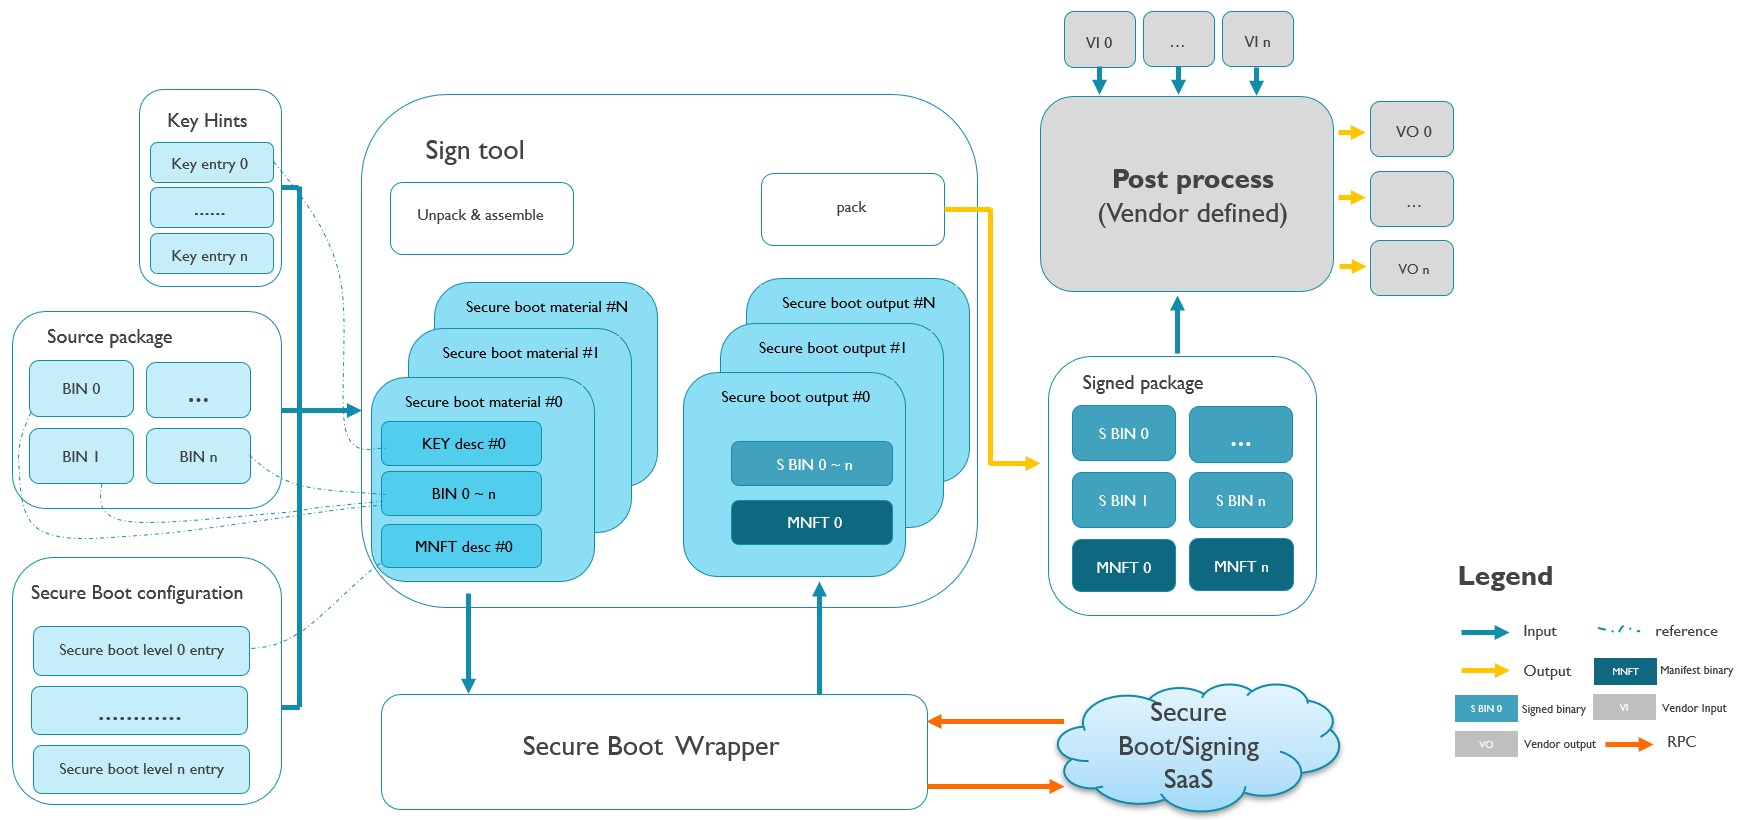 Key Hints
Key entry 0
......
Key entry n
Source package
BIN 0
...
BIN 1
BIN n
Secure Boot configuration
Secure boot level 0 entry
............
Secure boot level n entry
Sign tool
Unpack & assemble
pack
Secure boot material #N
Secure boot material #1
Secure boot material #0
KEY desc #0
BIN 0 ~ n
MNFT desc #0
Secure boot output #N
Secure boot output #1
Secure boot output #0
S BIN 0 ~ n
MNFT 0
Secure Boot Wrapper
Secure
Boot/Signing
SaaS
VI 0
...
VI n
Post process
(Vendor defined)
VO 0
...
VO n
Signed package
S BIN 0
...
S BIN 1
S BIN n
MNFT 0
MNFT n
Legend
Input
reference
Output
MNFT
Manifest binary
S BIN 0
Signed binary
VI
Vendor Input
VO
Vendor output
RPC